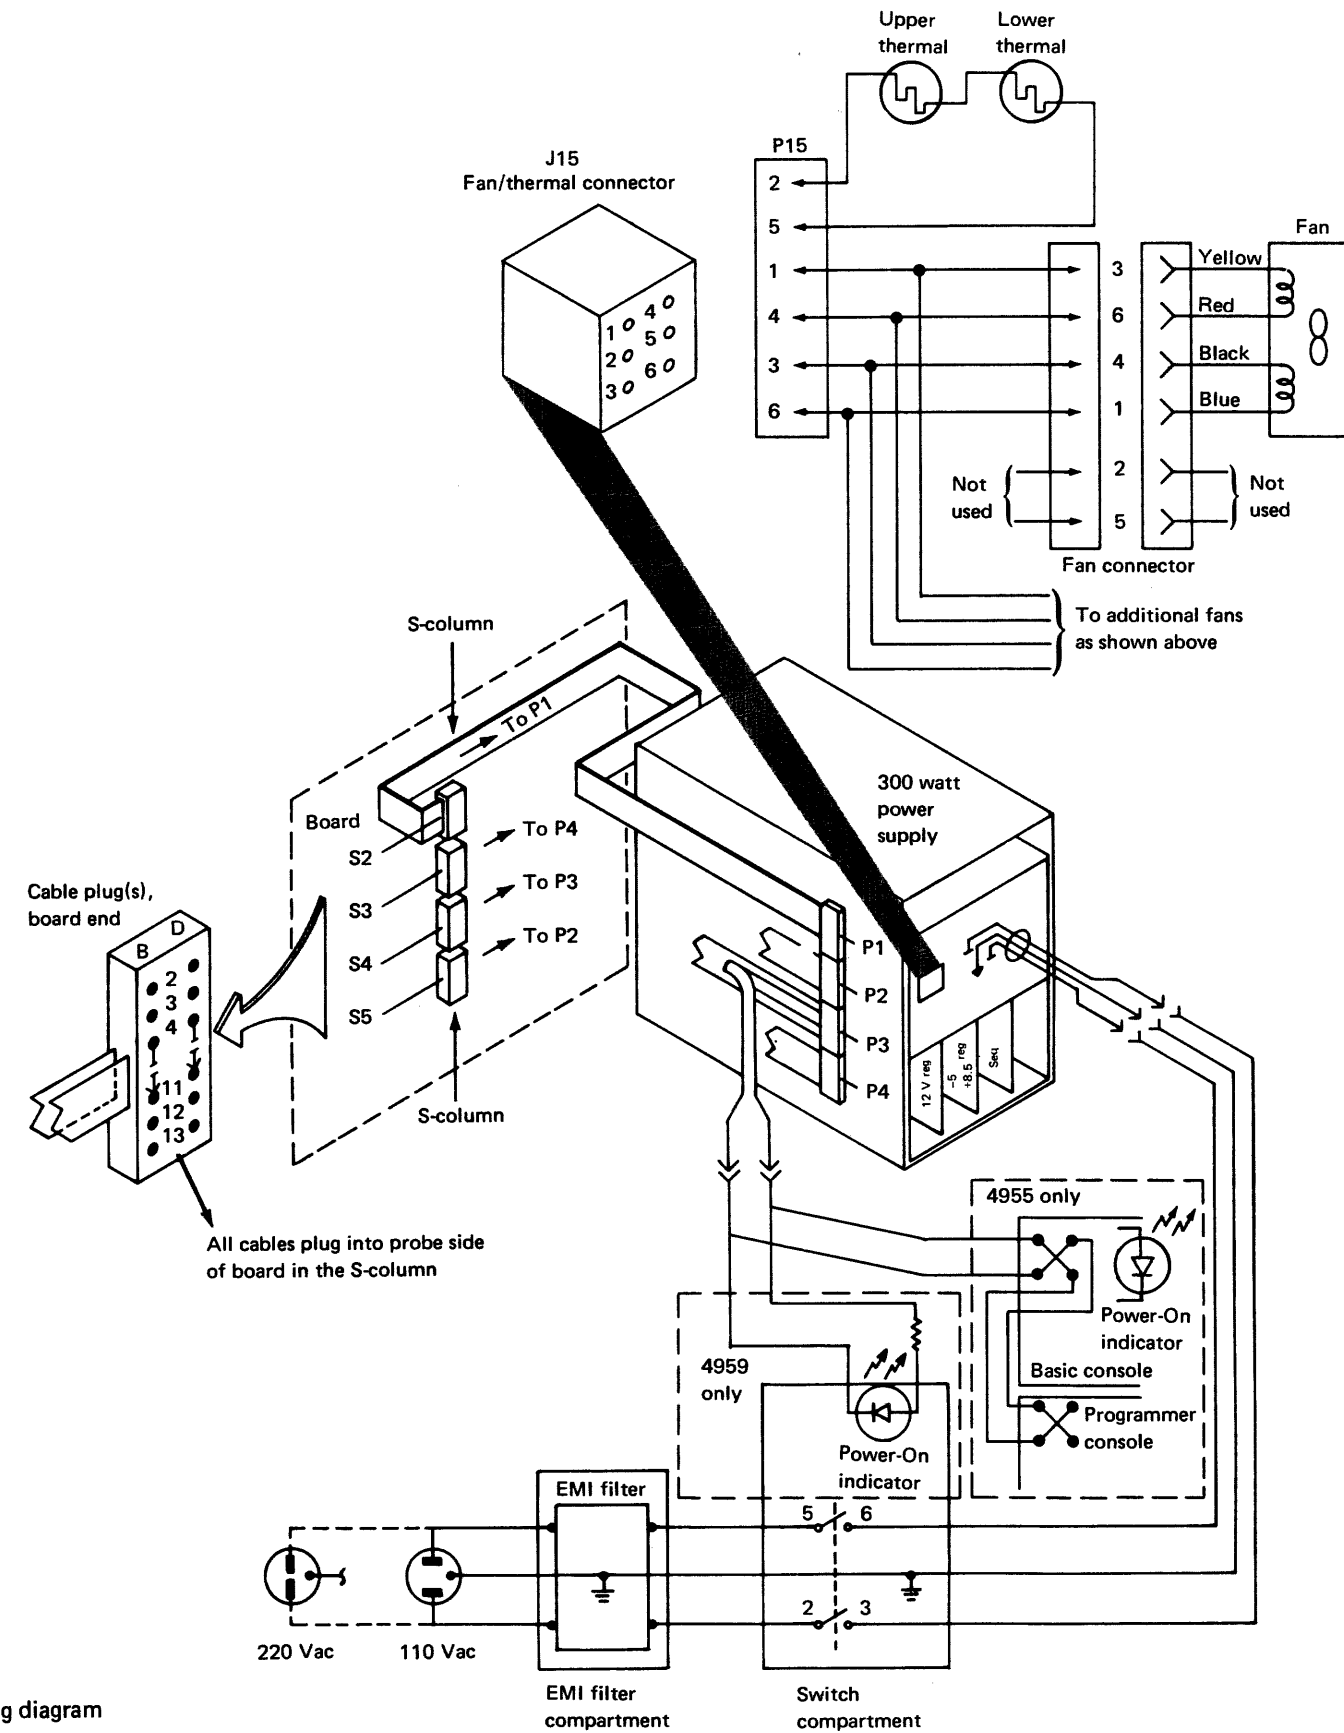 Upper
thermal
Lower
thermal
P15
J15
Fan/thermal connector
2
5
1
4
3
6
1
2
3
4
5
6
Fan
3
6
4
1
2
5
Yellow
Red
Black
Blue
Not
used
Not
used
Fan connector
To additional fans
as shown above
S-column
To P1
300 watt
power
supply
Board
S2
S3
S4
S5
To P4
To P3
To P2
Cable plug(s),
board end
B
D
2
3
4
11
12
13
P1
P2
P3
P4
12 V reg
-5
+8.5
reg
Seq
S-column
All cables plug into probe side
of board in the S-column
4955 only
Power-On
indicator
Basic console
Programmer
console
4959
only
Power-On
indicator
EMI filter
5
6
2
3
220 Vac
110 Vac
EMI filter
compartment
Switch
compartment
g diagram